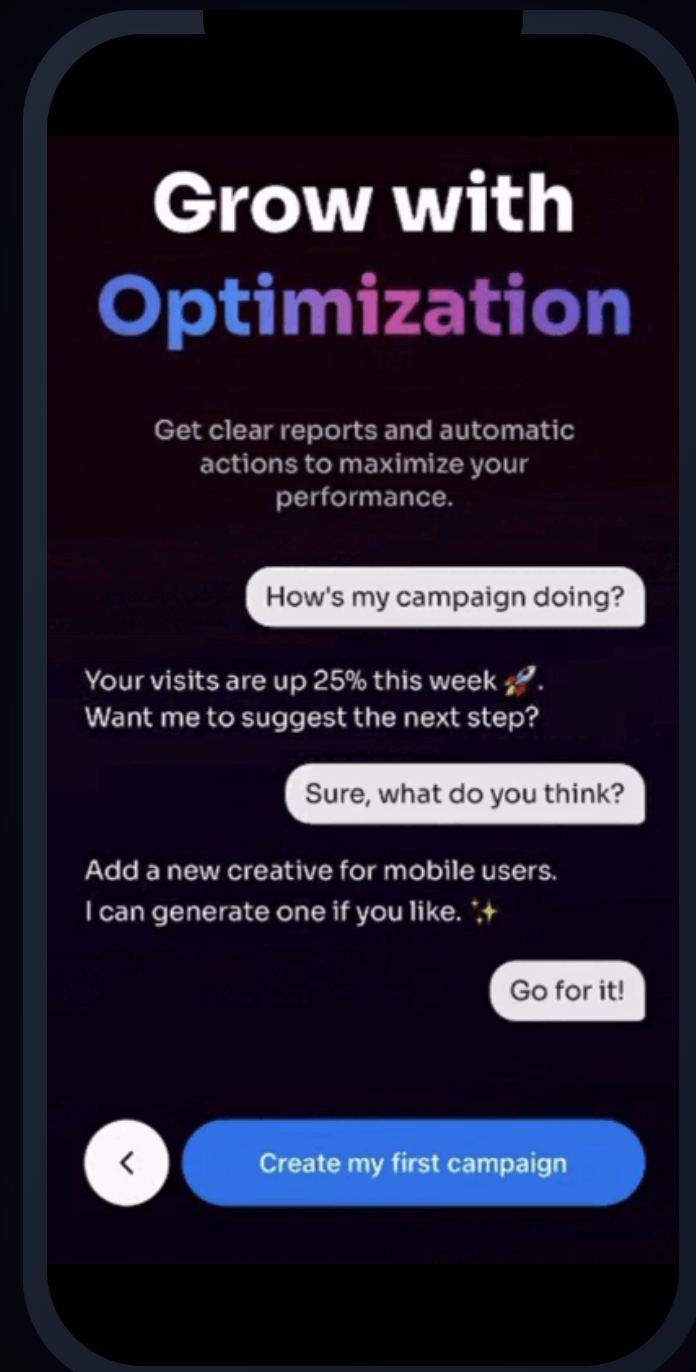 Grow with
Optimization
Get clear reports and automatic
actions to maximize your
performance.
How's my campaign doing?
Your visits are up 25% this week 🚀.
Want me to suggest the next step?
Sure, what do you think?
Add a new creative for mobile users.
I can generate one if you like. ✨
Go for it!
Create my first campaign